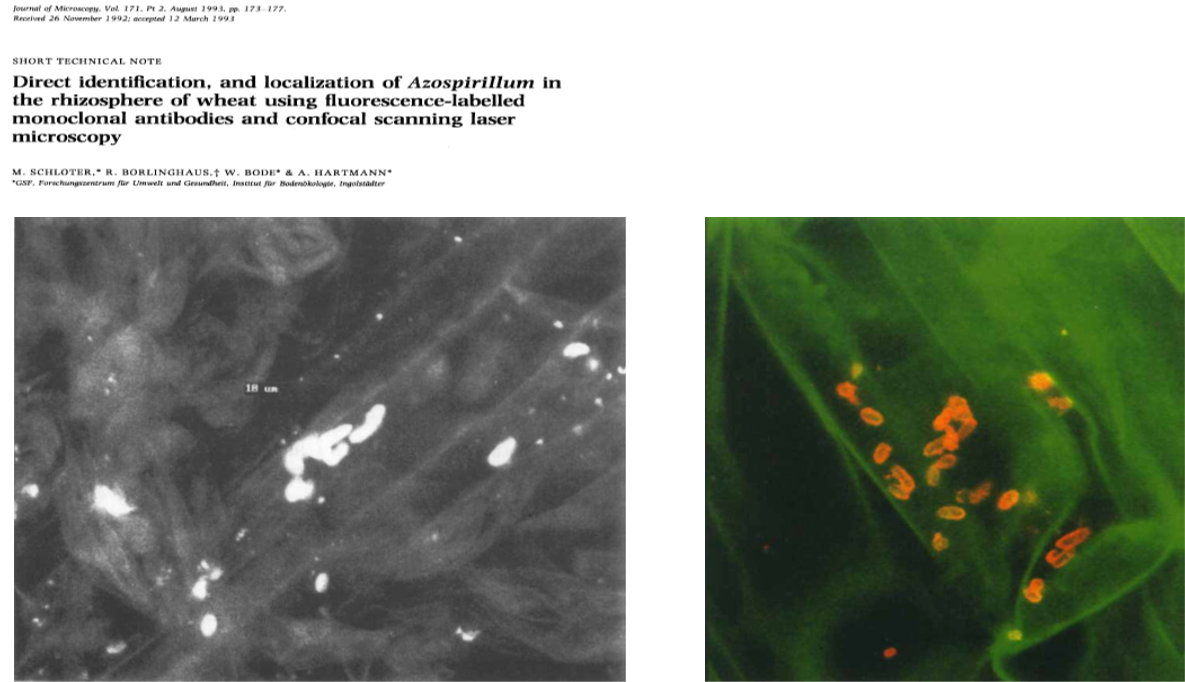 Journal of Microscopy, Vol. 171, Pt 2, August 1993, pp. 173–177.
Received 26 November 1992; accepted 12 March 1993
SHORT TECHNICAL NOTE
Direct identification, and localization of Azospirillum in
the rhizosphere of wheat using fluorescence-labelled
monoclonal antibodies and confocal scanning laser
microscopy
M. SCHLOTER,* R. BORLINGHAUS,† W. BODE* & A. HARTMANN*
*GSF, Forschungszentrum für Umwelt und Gesundheit, Institut für Bodenökologie, Ingolstädter
10 um